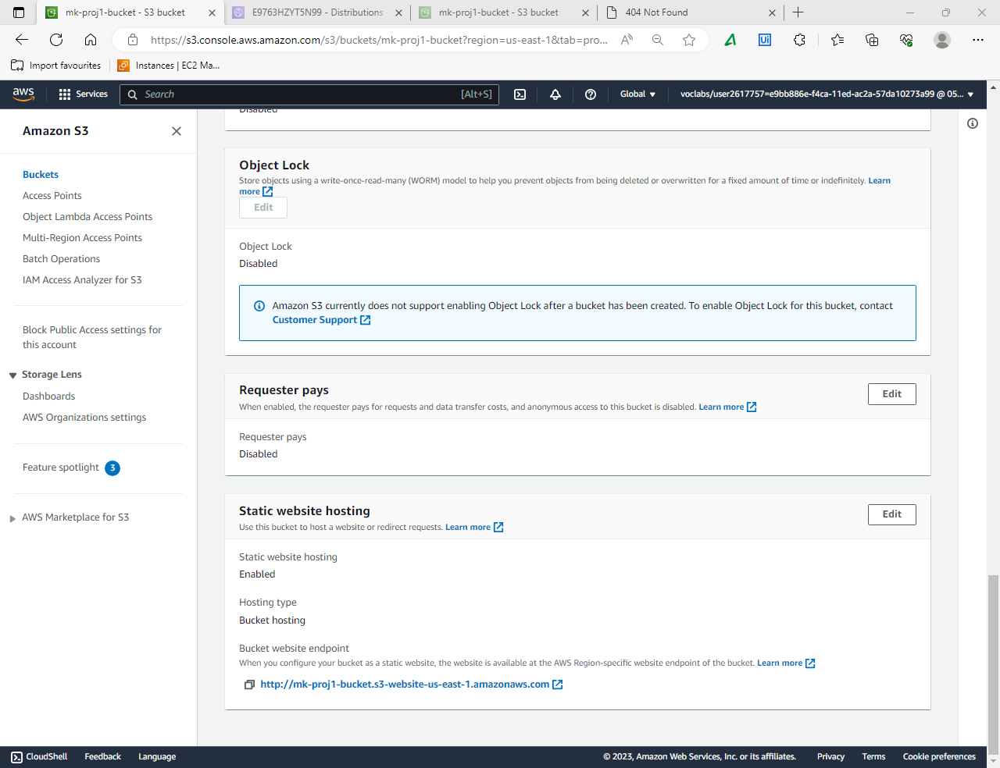 mk-proj1-bucket - S3 bucket
E9763HZYT5N99 - Distributions
mk-proj1-bucket - S3 bucket
404 Not Found
https://s3.console.aws.amazon.com/s3/buckets/mk-proj1-bucket?region=us-east-1&tab=pro...
Import favourites
Instances | EC2 Ma...
aws
Services
Search
[Alt+S]
Global
voclabs/user2617757=e9bb886e-f4ca-11ed-ac2a-57da10273a99 @ 05...
Amazon S3
Buckets
Access Points
Object Lambda Access Points
Multi-Region Access Points
Batch Operations
IAM Access Analyzer for S3
Block Public Access settings for
this account
Storage Lens
Dashboards
AWS Organizations settings
Feature spotlight 3
AWS Marketplace for S3
Disabled
Object Lock
Store objects using a write-once-read-many (WORM) model to help you prevent objects from being deleted or overwritten for a fixed amount of time or indefinitely. Learn
more
Edit
Object Lock
Disabled
Amazon S3 currently does not support enabling Object Lock after a bucket has been created. To enable Object Lock for this bucket, contact
Customer Support
Requester pays
Edit
When enabled, the requester pays for requests and data transfer costs, and anonymous access to this bucket is disabled. Learn more
Requester pays
Disabled
Static website hosting
Edit
Use this bucket to host a website or redirect requests. Learn more
Static website hosting
Enabled
Hosting type
Bucket hosting
Bucket website endpoint
When you configure your bucket as a static website, the website is available at the AWS Region-specific website endpoint of the bucket. Learn more
http://mk-proj1-bucket.s3-website-us-east-1.amazonaws.com
CloudShell
Feedback
Language
© 2023, Amazon Web Services, Inc. or its affiliates.
Privacy
Terms
Cookie preferences